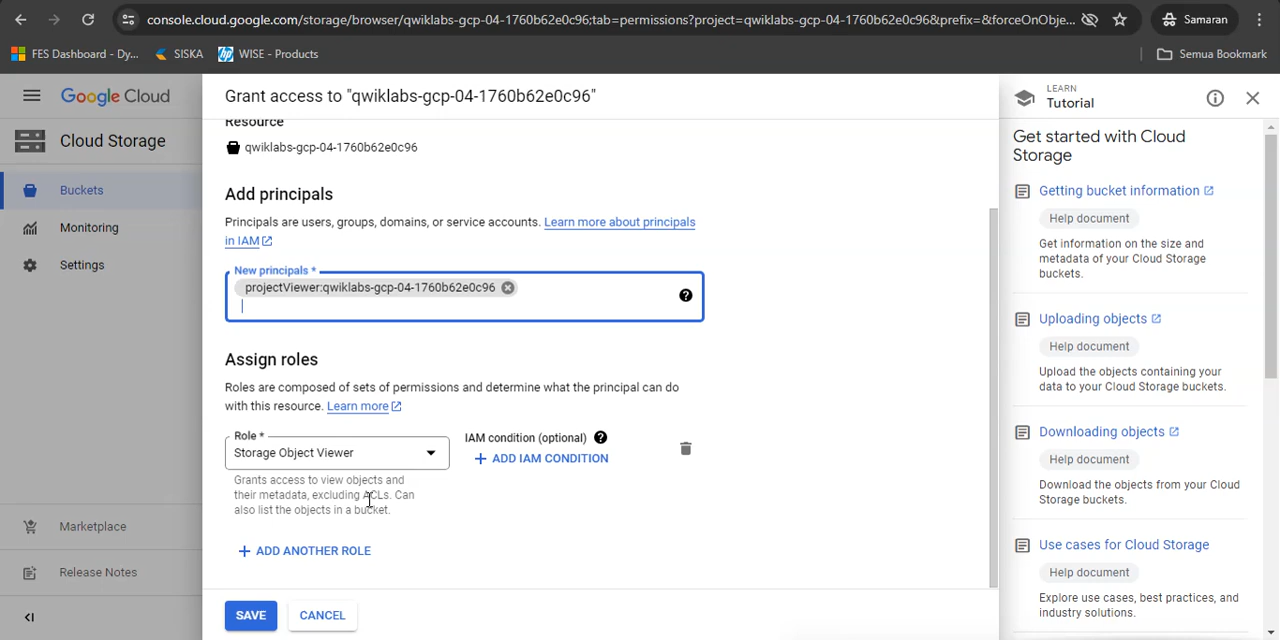 console.cloud.google.com/storage/browser/qwiklabs-gcp-04-1760b62e0c96;tab=permissions?project=qwiklabs-gcp-04-1760b62e0c96&prefix=&forceOnObje...
Samaran
FES Dashboard - Dy...
SISKA
WISE - Products
Semua Bookmark
Google Cloud
Cloud Storage
Buckets
Monitoring
Settings
Marketplace
Release Notes
Grant access to "qwiklabs-gcp-04-1760b62e0c96"
Resource
qwiklabs-gcp-04-1760b62e0c96
Add principals
Principals are users, groups, domains, or service accounts. Learn more about principals
in IAM
New principals *
projectViewer:qwiklabs-gcp-04-1760b62e0c96
Assign roles
Roles are composed of sets of permissions and determine what the principal can do
with this resource. Learn more
Role *
Storage Object Viewer
IAM condition (optional)
+ ADD IAM CONDITION
Grants access to view objects and
their metadata, excluding ACLs. Can
also list the objects in a bucket.
+ ADD ANOTHER ROLE
SAVE
CANCEL
LEARN
Tutorial
Get started with Cloud
Storage
Getting bucket information
Help document
Get information on the size and
metadata of your Cloud Storage
buckets.
Uploading objects
Help document
Upload the objects containing your
data to your Cloud Storage buckets.
Downloading objects
Help document
Download the objects from your Cloud
Storage buckets.
Use cases for Cloud Storage
Help document
Explore use cases, best practices, and
industry solutions.